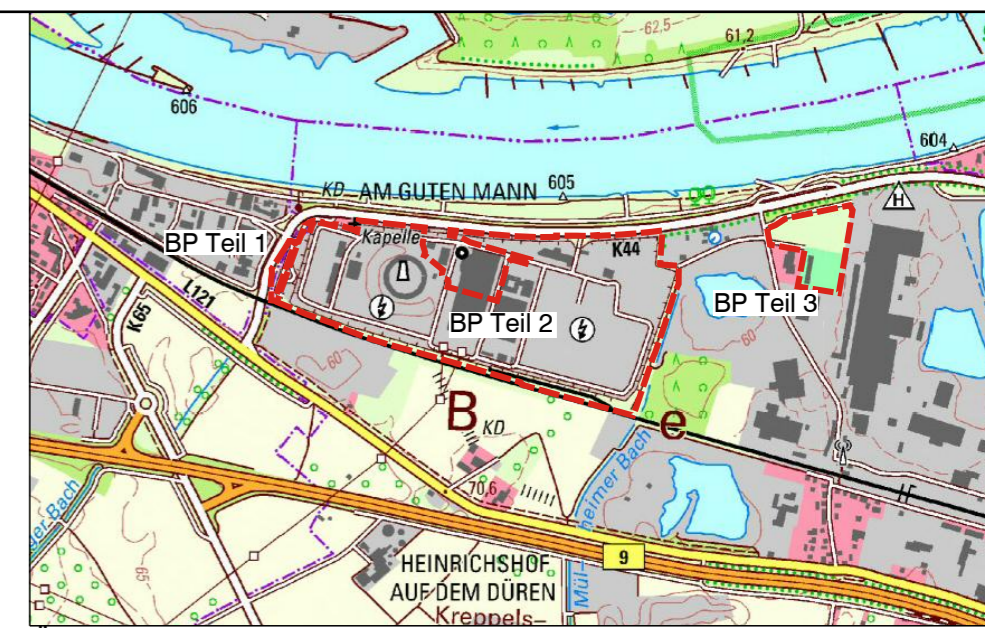 62,5
61,2
606
604
KD AM GUTEN MANN 605
H
BP Teil 1
Kapelle
K44
BP Teil 3
L121
BP Teil 2
K65
60
60
B
KD
e
Mül-
heimer Bach
70,6
ger Bach
65
HEINRICHSHOF
AUF DEM DÜREN
9
Kreppels-